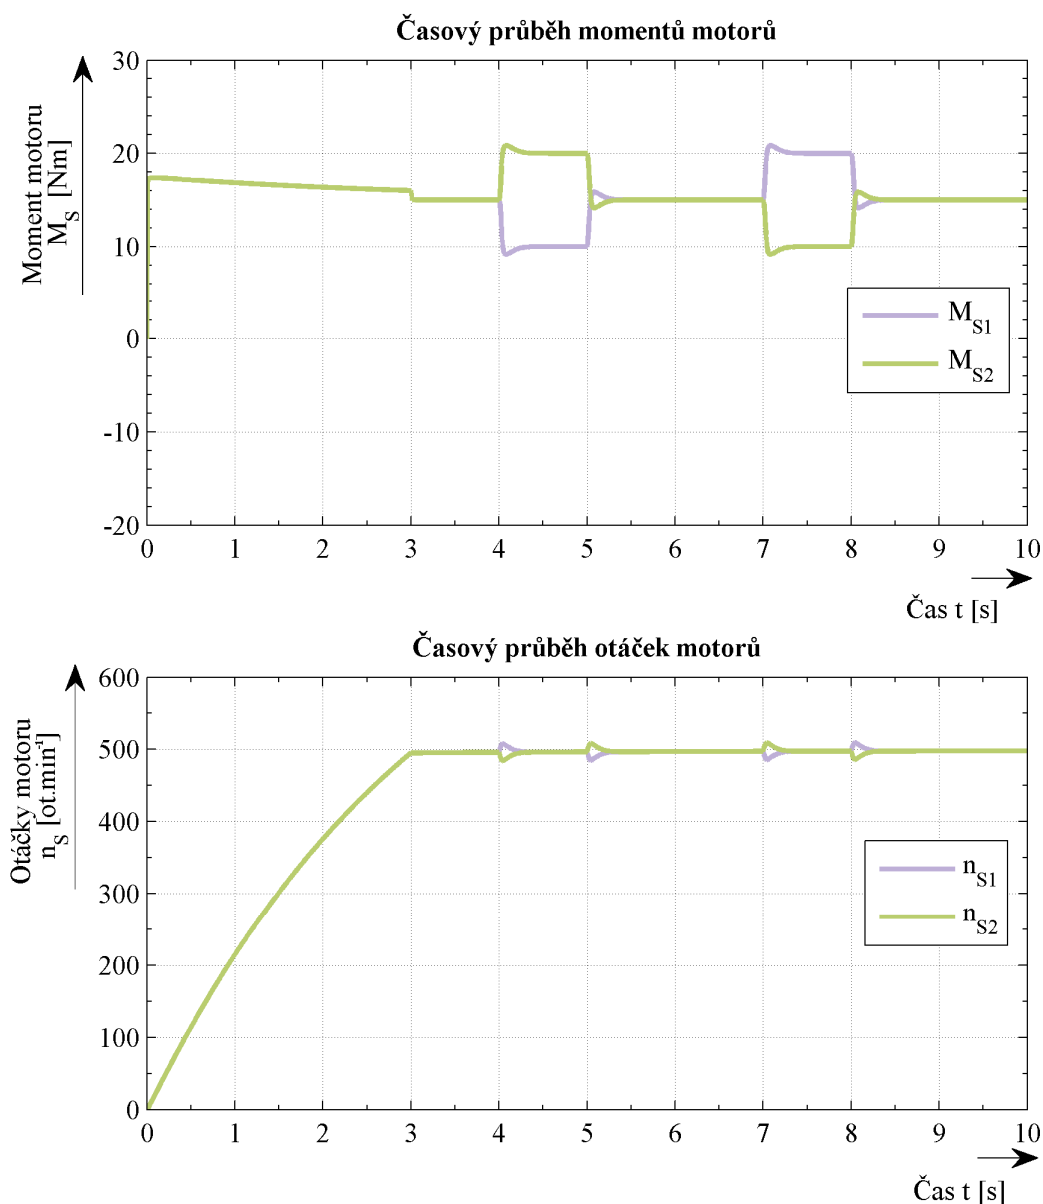 Časový průběh momentů motorů
Moment motoru
M_S [Nm]
30
20
10
0
-10
-20
0 1 2 3 4 5 6 7 8 9 10
M_S1
M_S2
Čas t [s]
Časový průběh otáček motorů
Otáčky motoru
n_S [ot.min⁻¹]
600
500
400
300
200
100
0
0 1 2 3 4 5 6 7 8 9 10
n_S1
n_S2
Čas t [s]